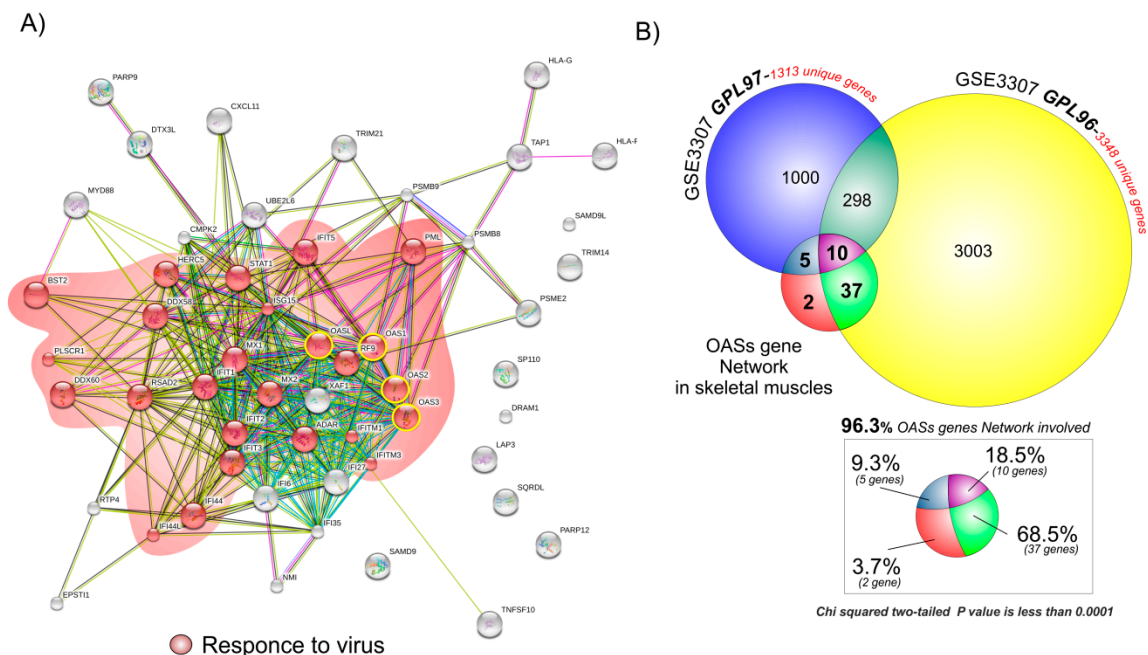 A)
HLA-G
PARP9
CXCL11
DTX3L
TRIM21
TAP1
HLA-F
MYD88
PSMB9
UBE2L6
SAMD9L
CMPK2
IFIT5
PML
PSMB8
TRIM14
HERC5
STAT1
BST2
DDX58
ISG15
PSME2
OASL
OAS1
PLSCR1
MX1
RF9
SP110
DDX60
RSAD2
IFIT1
MX2
XAF1
OAS2
OAS3
DRAM1
IFIT2
ADAR
IFITM1
LAP3
IFIT3
IFITM3
IFI27
IFI6
SQRDL
RTP4
IFI44
IFI44L
IFI35
PARP12
SAMD9
NMI
EPSTI1
TNFSF10
Responce to virus
B)
GSE3307 GPL97-1313 unique genes
GSE3307 GPL96-3348 unique genes
1000
298
3003
5
10
2
37
OASs gene
Network
in skeletal muscles
96.3% OASs genes Network involved
9.3%
(5 genes)
18.5%
(10 genes)
68.5%
(37 genes)
3.7%
(2 gene)
Chi squared two-tailed P value is less than 0.0001